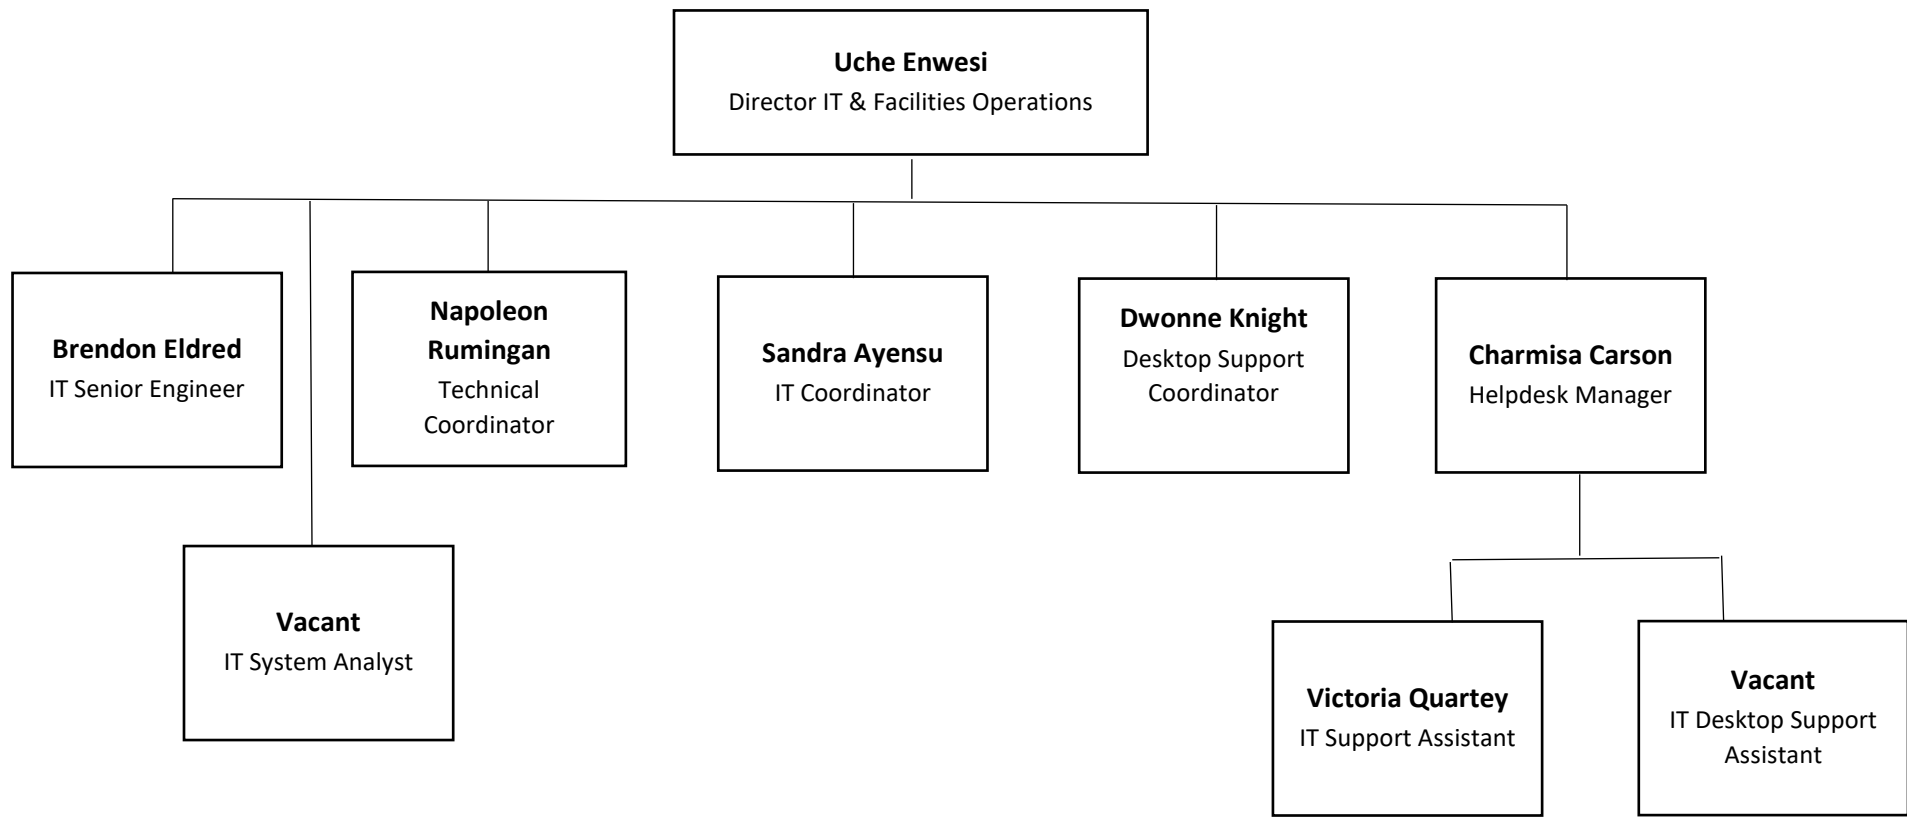 Uche Enwesi
Director IT & Facilities Operations
Brendon Eldred
IT Senior Engineer
Napoleon
Rumingan
Technical
Coordinator
Sandra Ayensu
IT Coordinator
Dwonne Knight
Desktop Support
Coordinator
Charmisa Carson
Helpdesk Manager
Vacant
IT System Analyst
Victoria Quartey
IT Support Assistant
Vacant
IT Desktop Support
Assistant